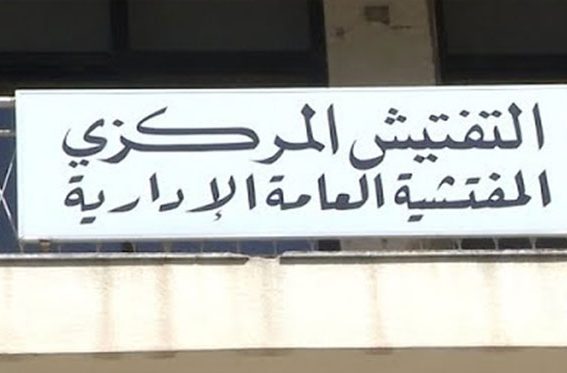 التفتيش المركزي
المفتشية العامة الإدارية